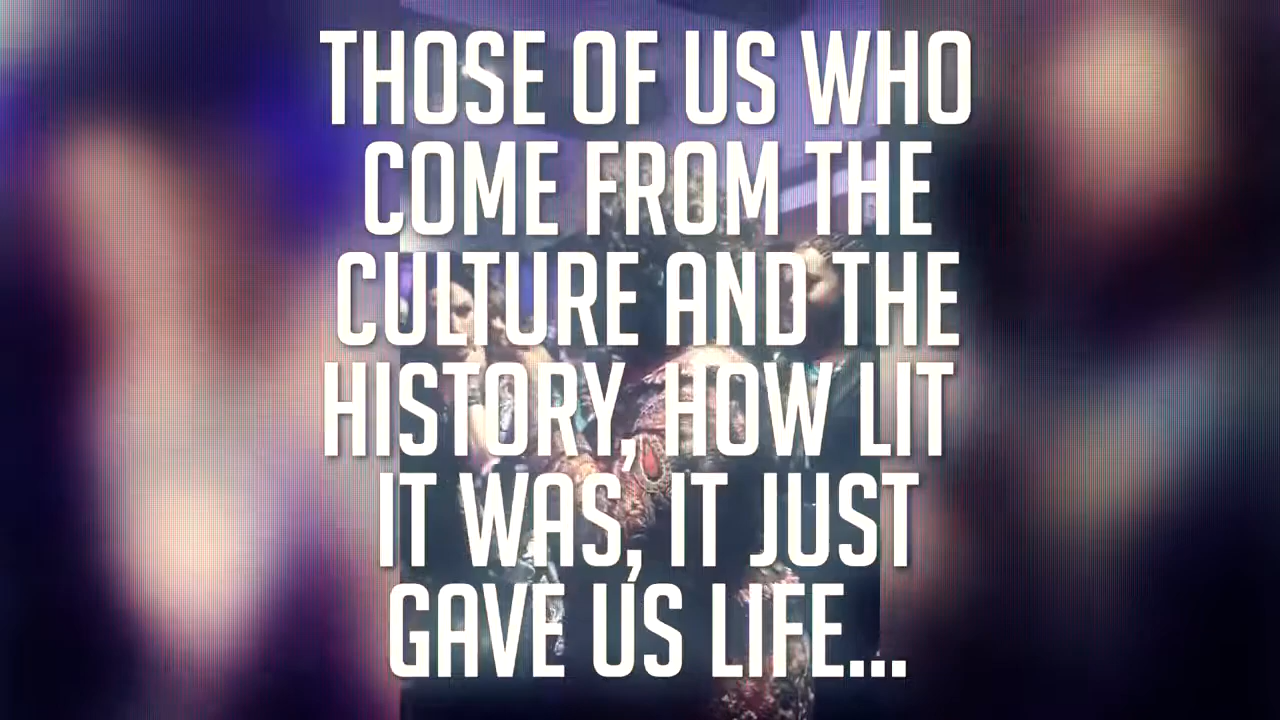 THOSE OF US WHO
COME FROM THE
CULTURE AND THE
HISTORY, HOW LIT
IT WAS, IT JUST
GAVE US LIFE...